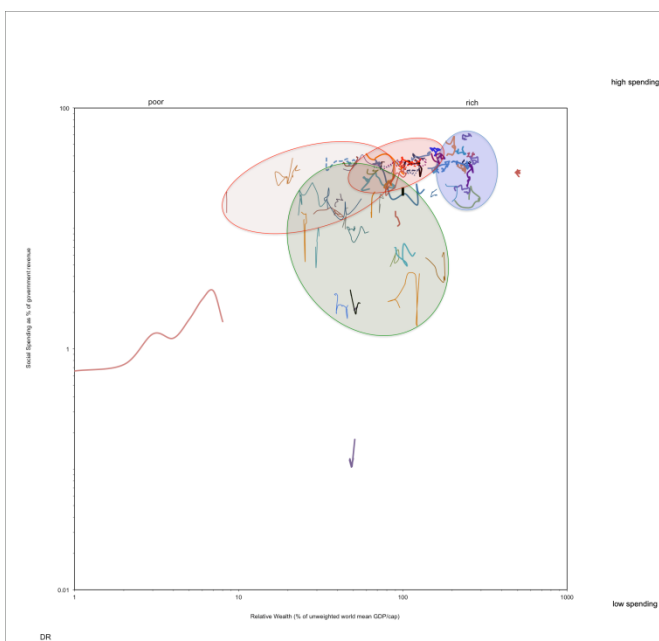 high spending
poor
rich
100
Social Spending as % of government revenue
1
0.01
1
10
100
1000
Relative Wealth (% of unweighted world mean GDP/cap)
low spending
DR